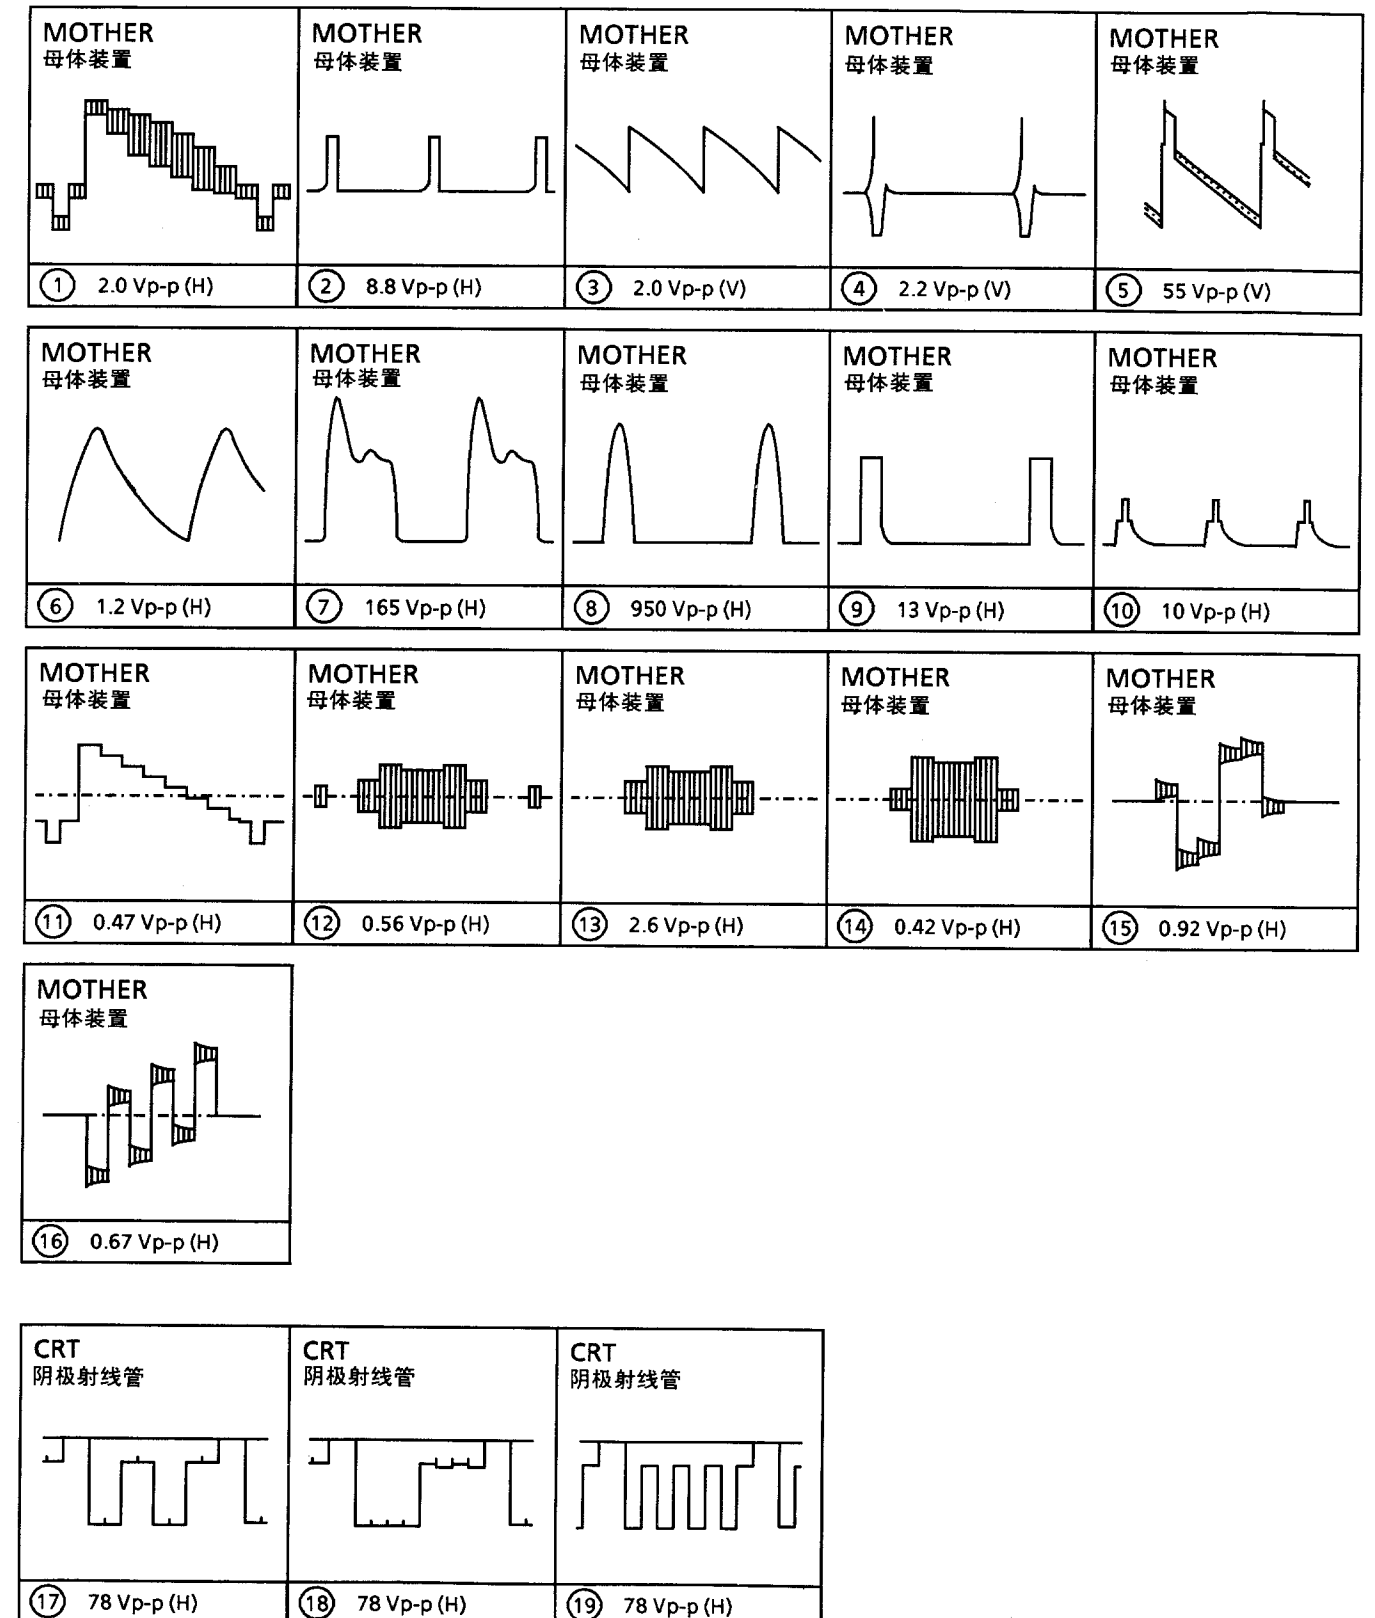 MOTHER
母体装置
① 2.0 Vp-p (H)
MOTHER
母体装置
② 8.8 Vp-p (H)
MOTHER
母体装置
③ 2.0 Vp-p (V)
MOTHER
母体装置
④ 2.2 Vp-p (V)
MOTHER
母体装置
⑤ 55 Vp-p (V)
MOTHER
母体装置
⑥ 1.2 Vp-p (H)
MOTHER
母体装置
⑦ 165 Vp-p (H)
MOTHER
母体装置
⑧ 950 Vp-p (H)
MOTHER
母体装置
⑨ 13 Vp-p (H)
MOTHER
母体装置
⑩ 10 Vp-p (H)
MOTHER
母体装置
⑪ 0.47 Vp-p (H)
MOTHER
母体装置
⑫ 0.56 Vp-p (H)
MOTHER
母体装置
⑬ 2.6 Vp-p (H)
MOTHER
母体装置
⑭ 0.42 Vp-p (H)
MOTHER
母体装置
⑮ 0.92 Vp-p (H)
MOTHER
母体装置
⑯ 0.67 Vp-p (H)
CRT
阴极射线管
⑰ 78 Vp-p (H)
CRT
阴极射线管
⑱ 78 Vp-p (H)
CRT
阴极射线管
⑲ 78 Vp-p (H)